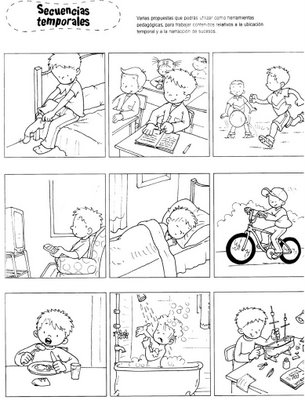 Secuencias
temporales
Varias propuestas que podrás utilizar como herramientas
pedagógicas, para trabajar contenidos relativos a la ubicación
temporal y a la narración de sucesos.